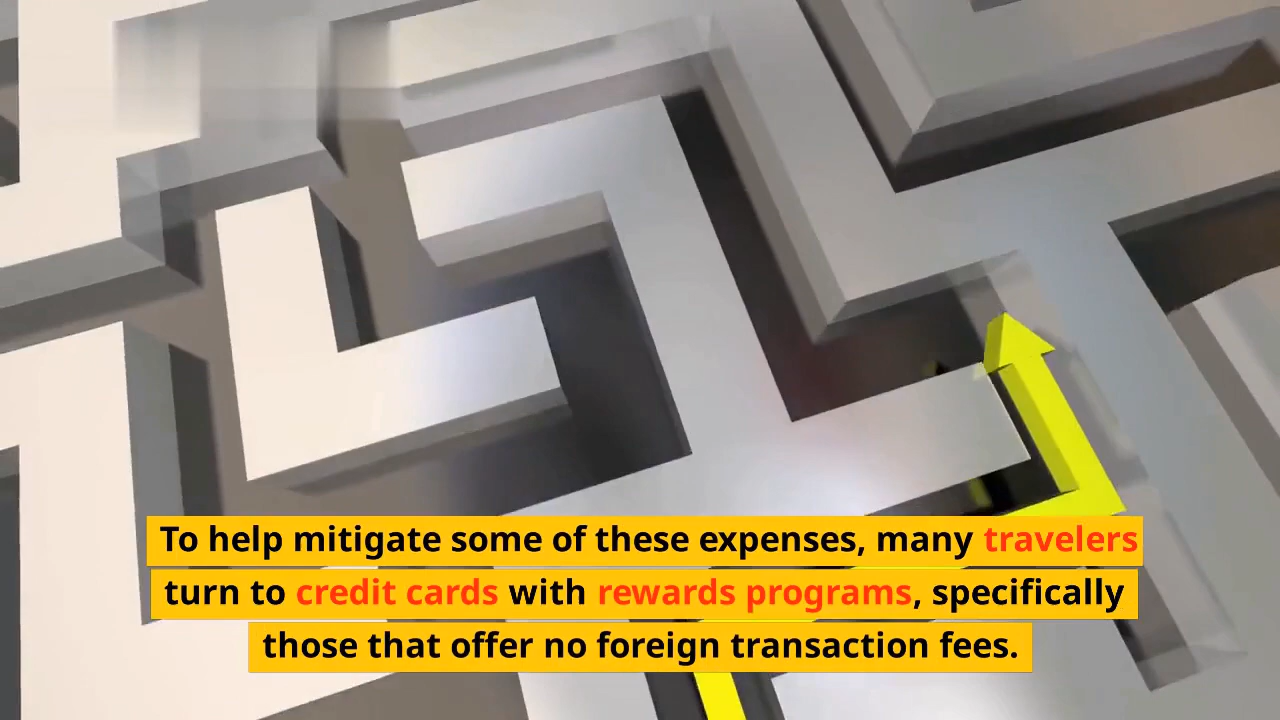 To help mitigate some of these expenses, many travelers
turn to credit cards with rewards programs, specifically
those that offer no foreign transaction fees.